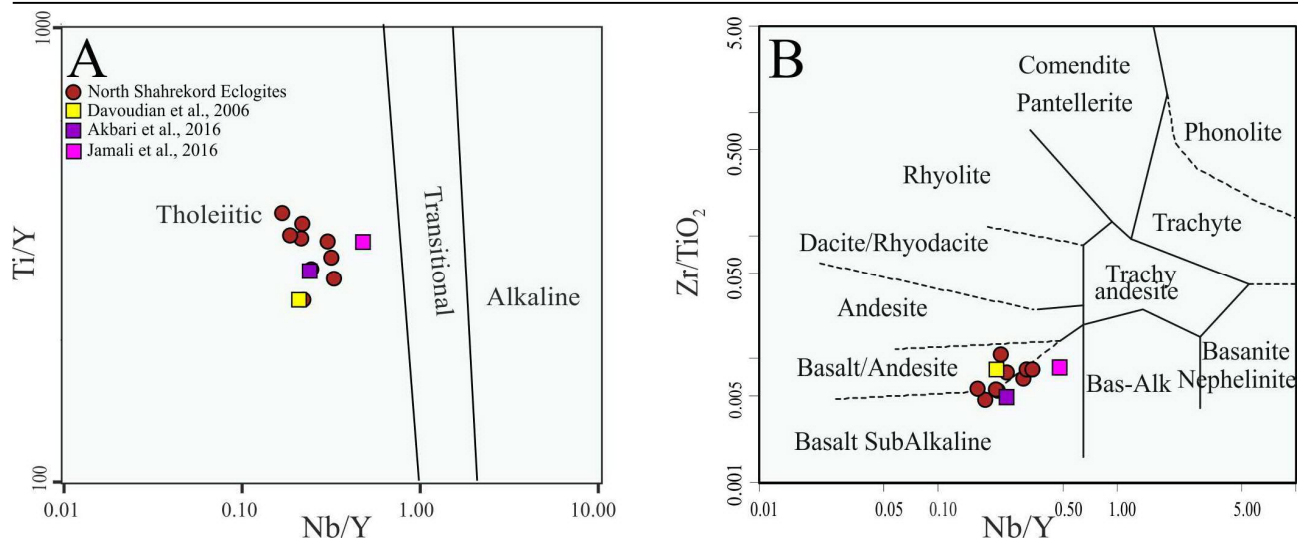 A
North Shahrekord Eclogites
Davoudian et al., 2006
Akbari et al., 2016
Jamali et al., 2016
Tholeiitic
Transitional
Alkaline
Ti/Y
1000
100
0.01
0.10
1.00
10.00
Nb/Y
B
Comendite
Pantellerite
Phonolite
Rhyolite
Trachyte
Dacite/Rhyodacite
Trachy
andesite
Andesite
Basanite
Basalt/Andesite
Bas-Alk
Nephelinite
Basalt SubAlkaline
Zr/TiO2
5.00
0.500
0.050
0.005
0.001
0.01
0.05
0.10
0.50
1.00
5.00
Nb/Y